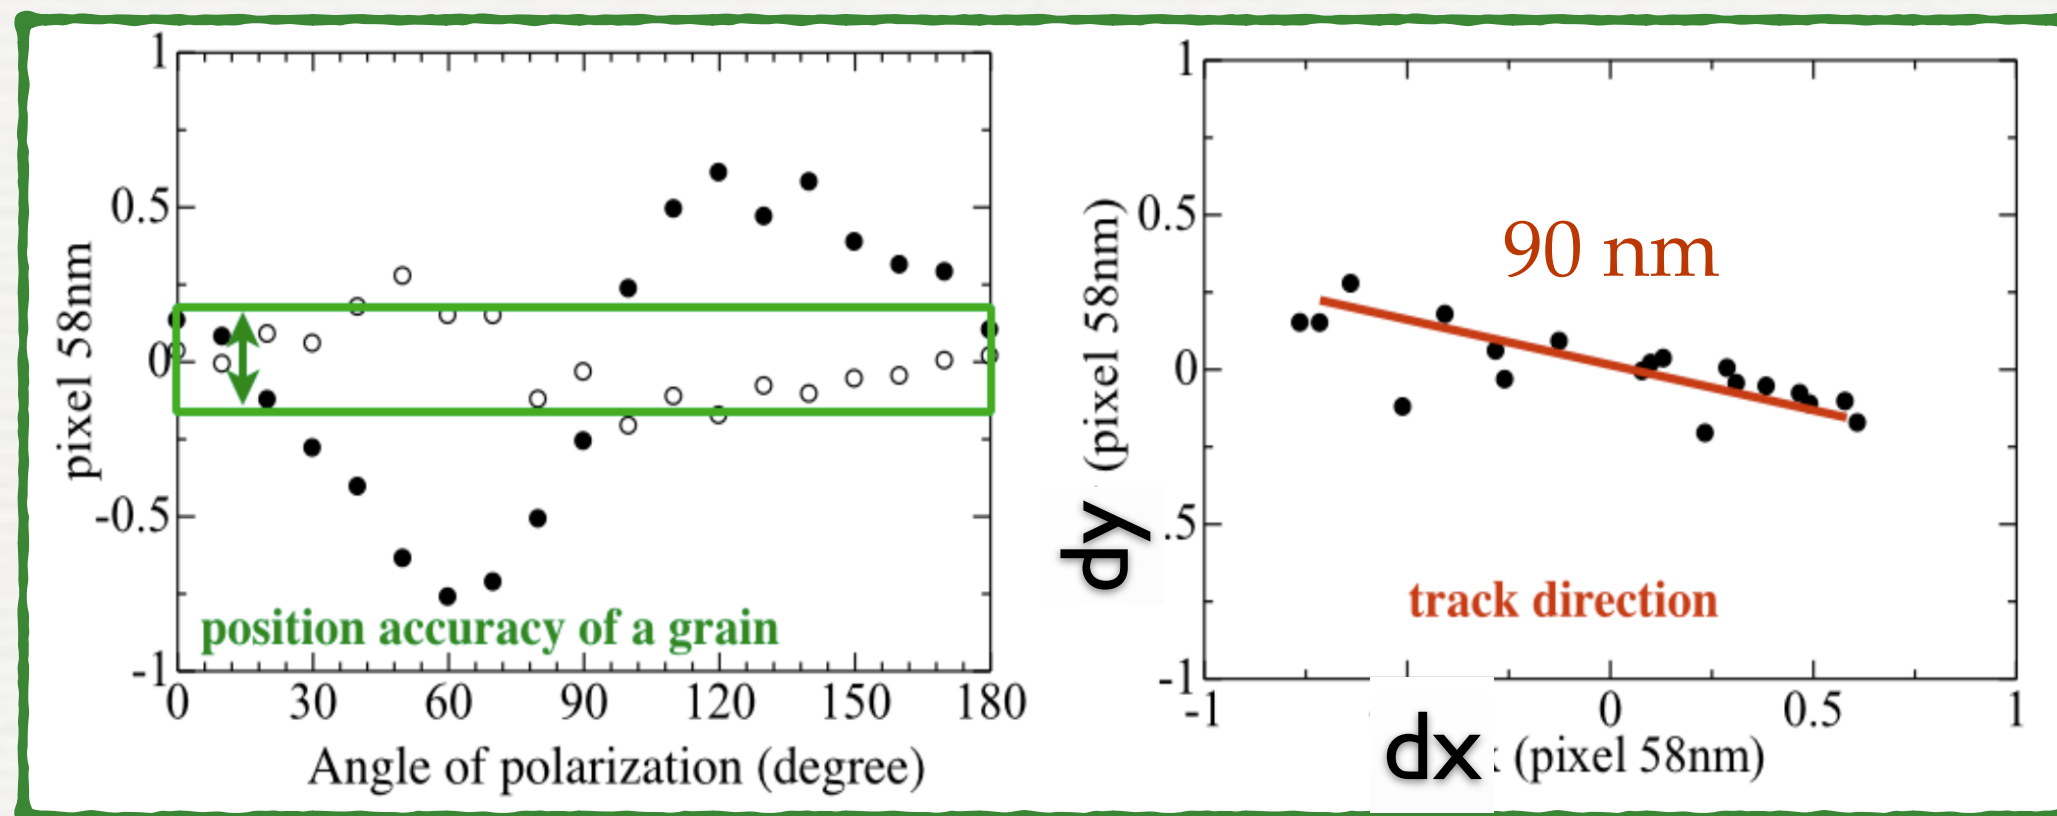 1
0.5
0
-0.5
-1
pixel 58nm
position accuracy of a grain
0 30 60 90 120 150 180
Angle of polarization (degree)
1
0.5
0
.5
-1
dy (pixel 58nm)
90 nm
track direction
-1 0 0.5 1
dx (pixel 58nm)